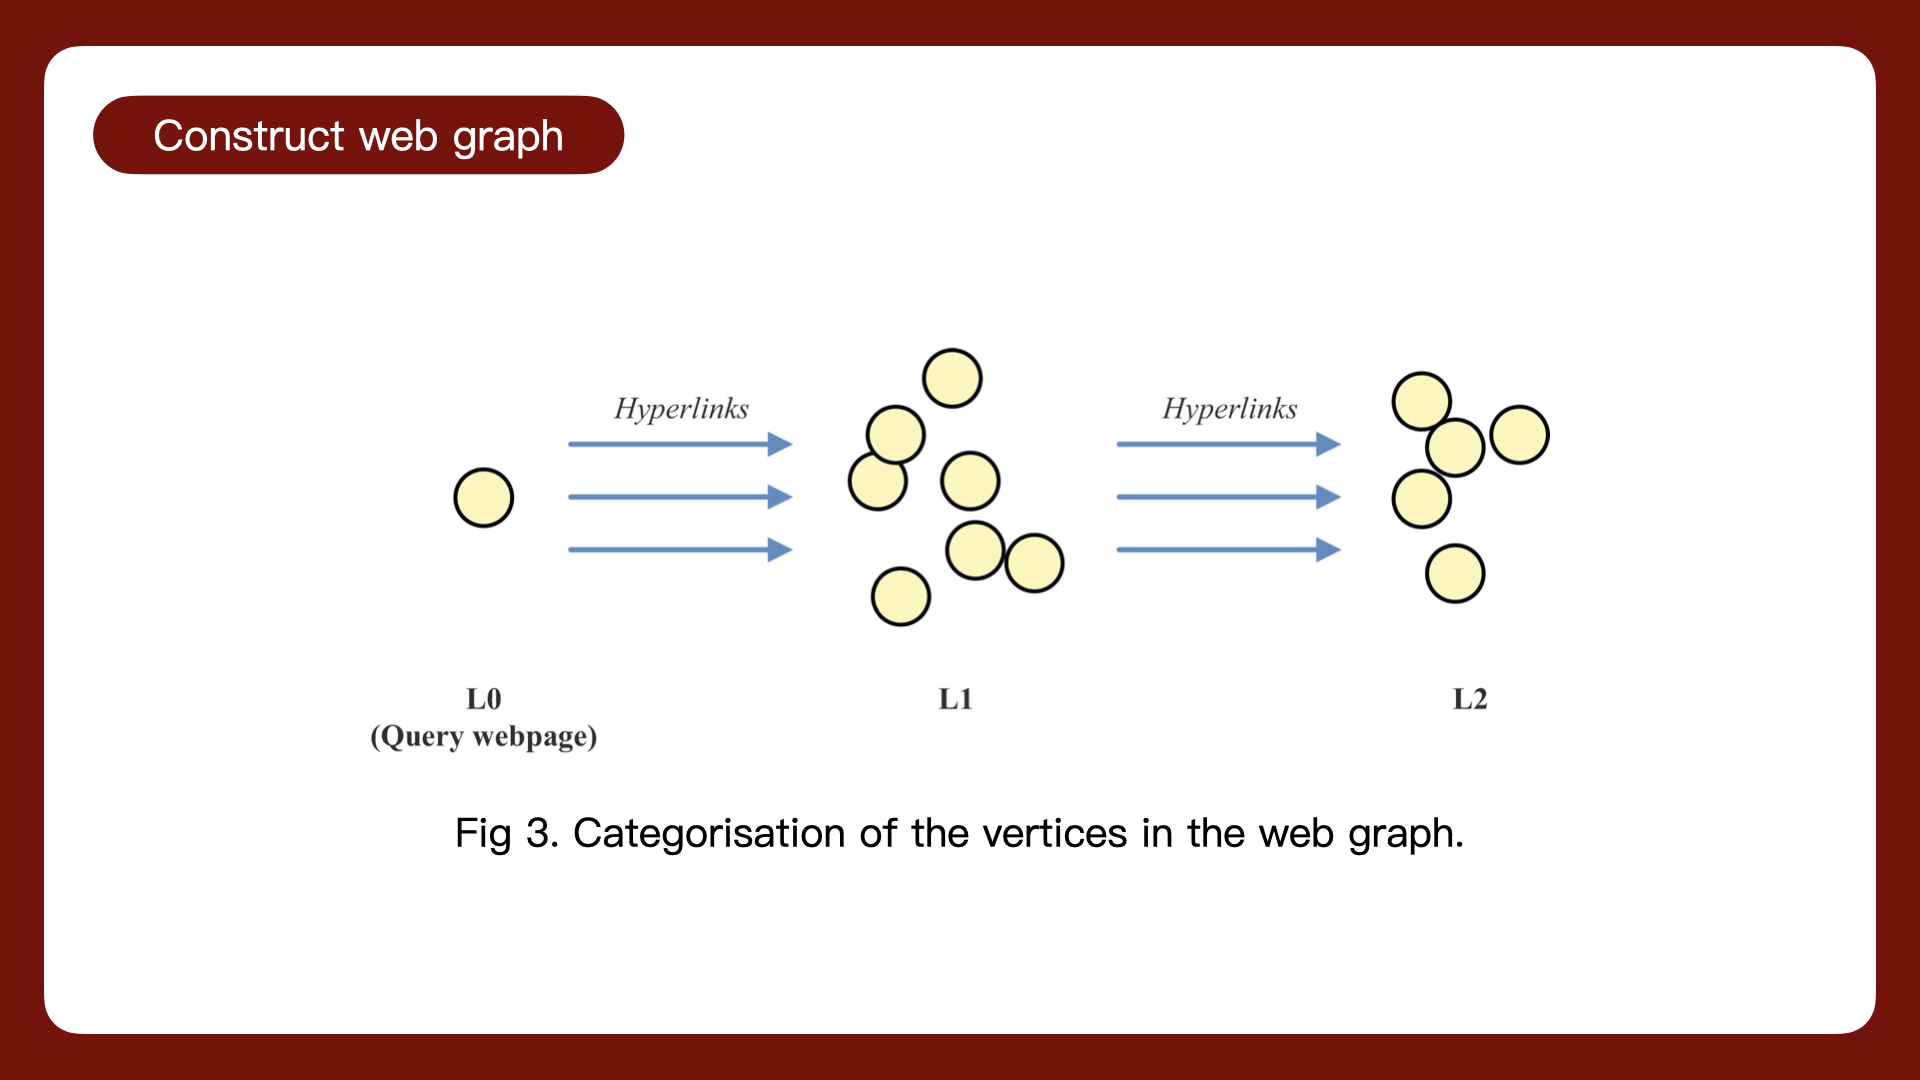 Construct web graph
Hyperlinks
Hyperlinks
L0
(Query webpage)
L1
L2
Fig 3. Categorisation of the vertices in the web graph.